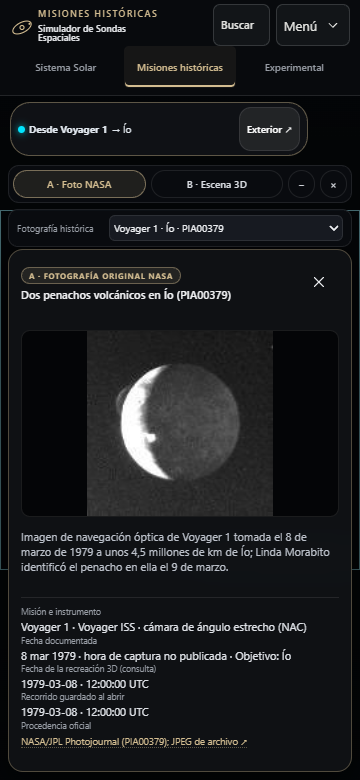 MISIONES HISTÓRICAS
Simulador de Sondas
Espaciales
Buscar
Menú
Sistema Solar
Misiones históricas
Experimental
Desde Voyager 1 → Ío
Exterior ↗
A · Foto NASA
B · Escena 3D
−
×
Fotografía histórica
Voyager 1 · Ío · PIA00379
A · FOTOGRAFÍA ORIGINAL NASA
Dos penachos volcánicos en Ío (PIA00379)
Imagen de navegación óptica de Voyager 1 tomada el 8 de
marzo de 1979 a unos 4,5 millones de km de Ío; Linda Morabito
identificó el penacho en ella el 9 de marzo.
Misión e instrumento
Voyager 1 · Voyager ISS · cámara de ángulo estrecho (NAC)
Fecha documentada
8 mar 1979 · hora de captura no publicada · Objetivo: Ío
Fecha de la recreación 3D (consulta)
1979-03-08 · 12:00:00 UTC
Recorrido guardado al abrir
1979-03-08 · 12:00:00 UTC
Procedencia oficial
NASA/JPL Photojournal (PIA00379); JPEG de archivo ↗